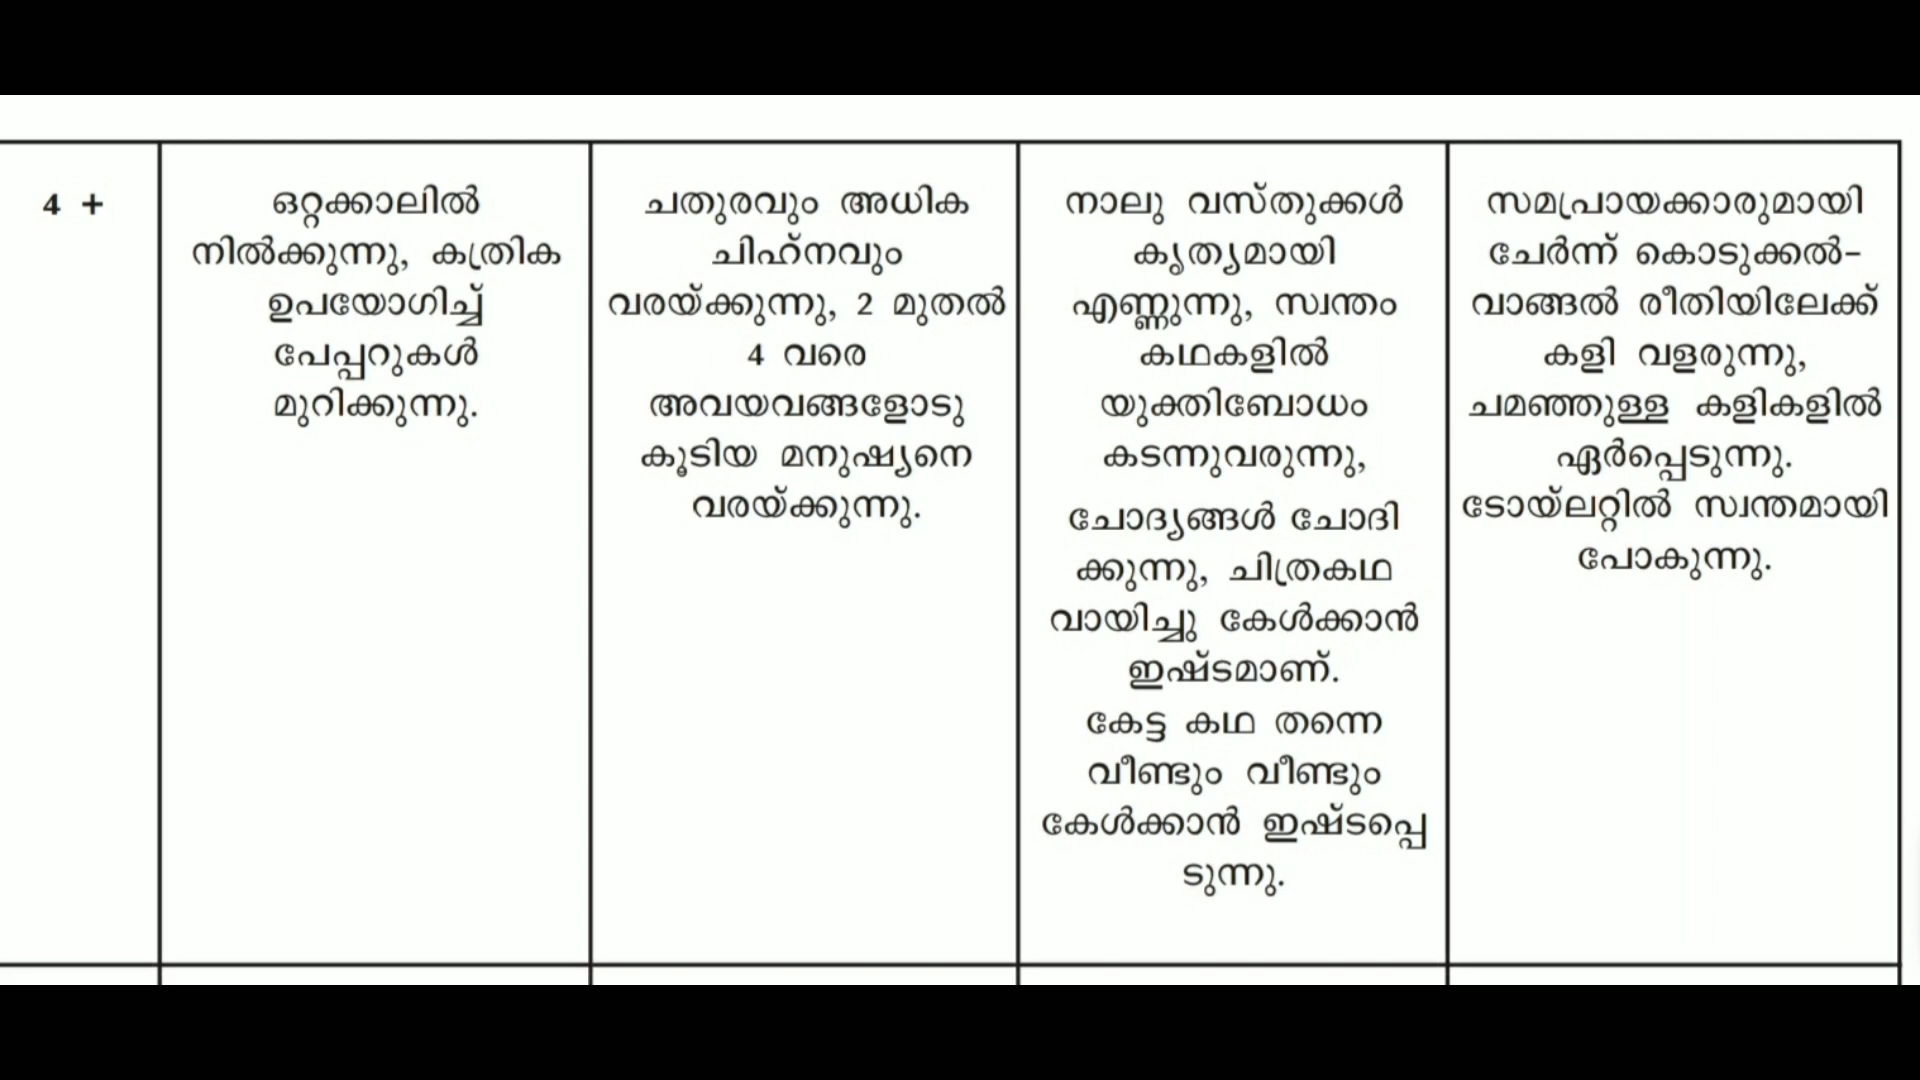 4 +
ഒറ്റക്കാലിൽ
നിൽക്കുന്നു, കത്രിക
ഉപയോഗിച്ച്
പേപ്പറുകൾ
മുറിക്കുന്നു.
ചതുരവും അധിക
ചിഹ്നവും
വരയ്ക്കുന്നു, 2 മുതൽ
4 വരെ
അവയവങ്ങളോടു
കൂടിയ മനുഷ്യനെ
വരയ്ക്കുന്നു.
നാലു വസ്തുക്കൾ
കൃത്യമായി
എണ്ണുന്നു, സ്വന്തം
കഥകളിൽ
യുക്തിബോധം
കടന്നുവരുന്നു,
ചോദ്യങ്ങൾ ചോദി
ക്കുന്നു, ചിത്രകഥ
വായിച്ചു കേൾക്കാൻ
ഇഷ്ടമാണ്.
കേട്ട കഥ തന്നെ
വീണ്ടും വീണ്ടും
കേൾക്കാൻ ഇഷ്ടപ്പെ
ടുന്നു.
സമപ്രായക്കാരുമായി
ചേർന്ന് കൊടുക്കൽ-
വാങ്ങൽ രീതിയിലേക്ക്
കളി വളരുന്നു,
ചമഞ്ഞുള്ള കളികളിൽ
ഏർപ്പെടുന്നു.
ടോയ്ലറ്റിൽ സ്വന്തമായി
പോകുന്നു.